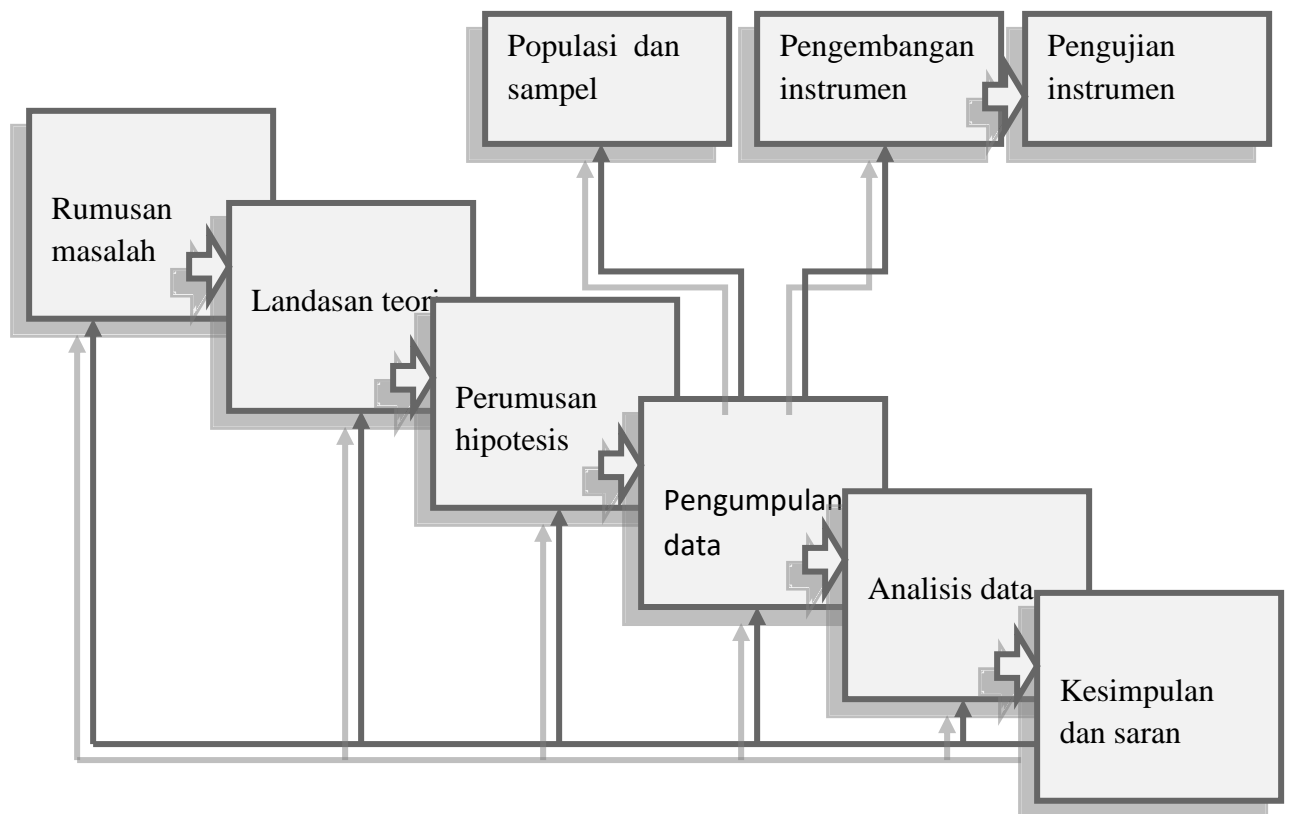 Populasi dan
sampel
Pengembangan
instrumen
Pengujian
instrumen
Rumusan
masalah
Landasan teori
Perumusan
hipotesis
Pengumpulan
data
Analisis data
Kesimpulan
dan saran